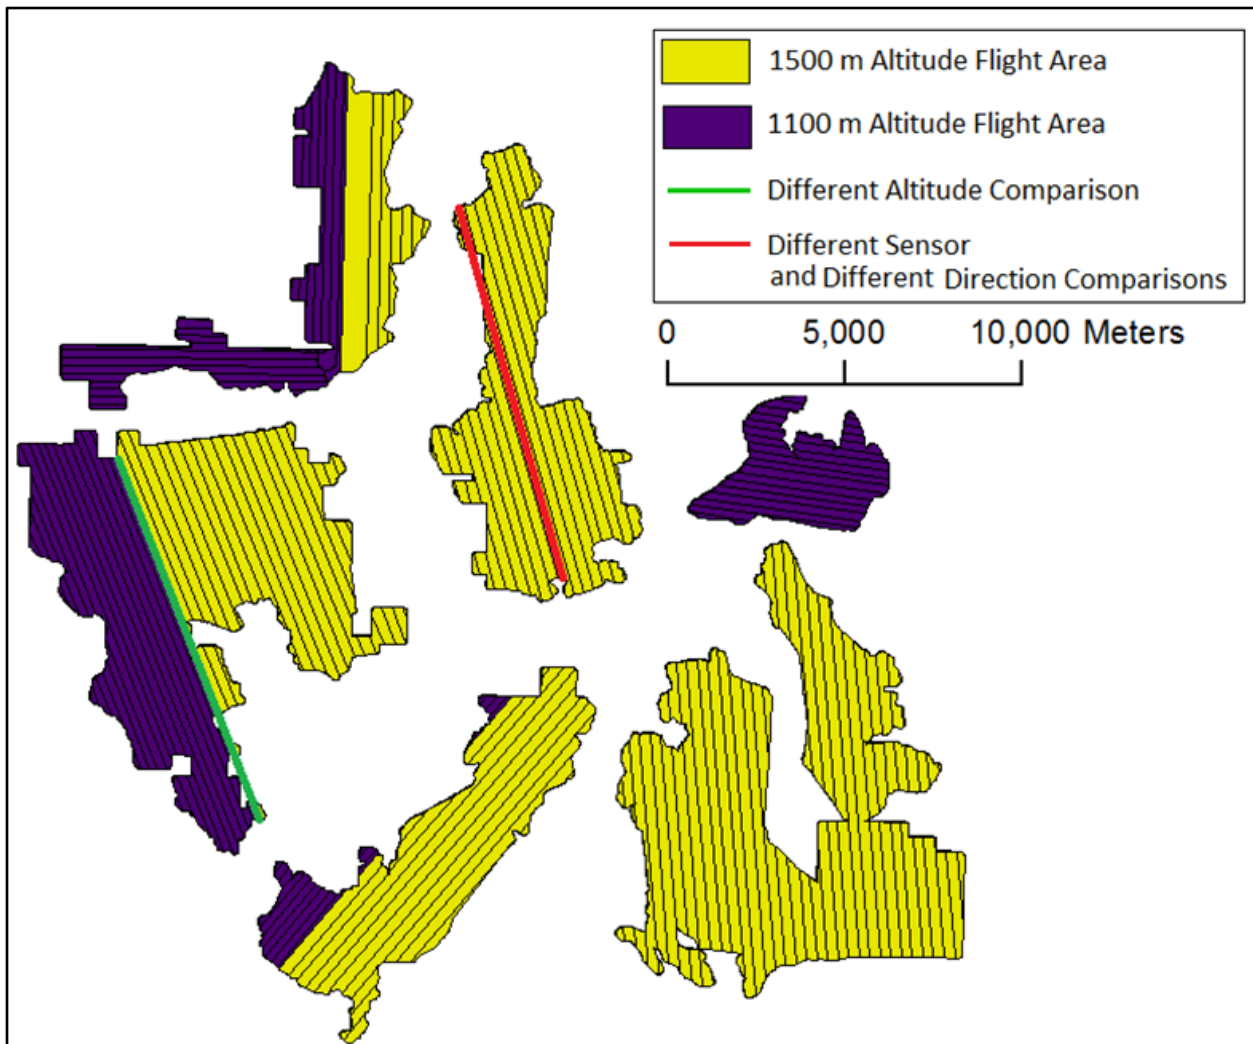 1500 m Altitude Flight Area
1100 m Altitude Flight Area
Different Altitude Comparison
Different Sensor
and Different Direction Comparisons
0 5,000 10,000 Meters